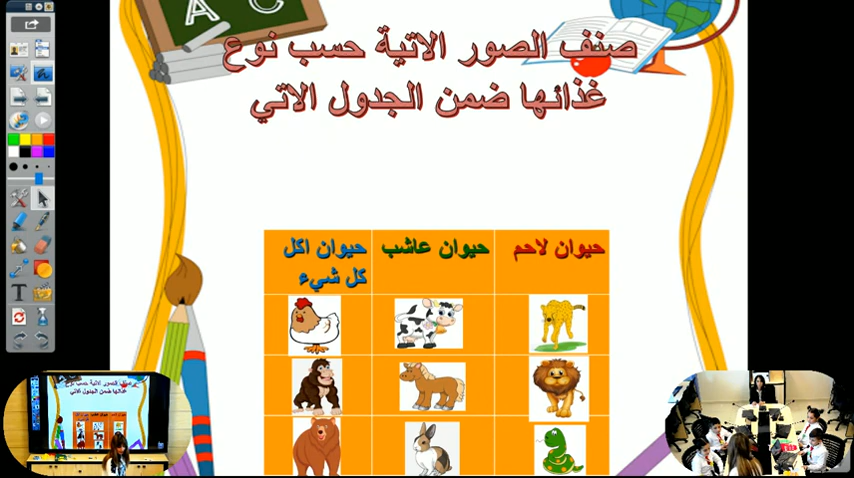 A C
صنف الصور الاتية حسب نوع
غذائها ضمن الجدول الاتي
حيوان لاحم
حيوان عاشب
حيوان اكل
كل شيء